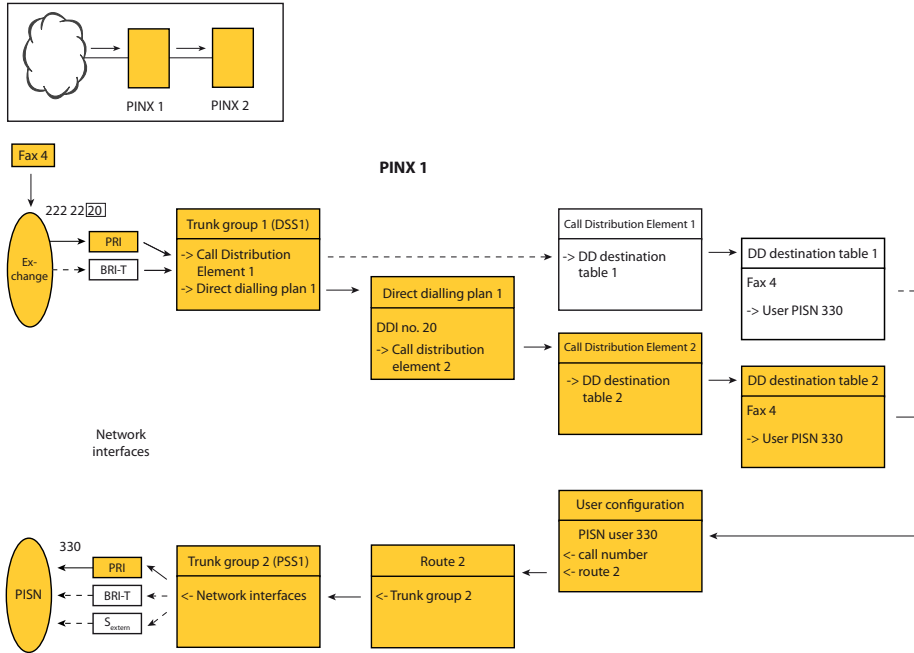 PINX 1
PINX 2
Fax 4
PINX 1
222 22 20
Ex-
change
PRI
BRI-T
Trunk group 1 (DSS1)
-> Call Distribution
Element 1
-> Direct dialling plan 1
Direct dialling plan 1
DDI no. 20
-> Call distribution
element 2
Call Distribution Element 1
-> DD destination
table 1
DD destination table 1
Fax 4
-> User PISN 330
Call Distribution Element 2
-> DD destination
table 2
DD destination table 2
Fax 4
-> User PISN 330
Network
interfaces
User configuration
PISN user 330
<- call number
<- route 2
Route 2
<- Trunk group 2
Trunk group 2 (PSS1)
<- Network interfaces
330
PRI
BRI-T
Sextern
PISN